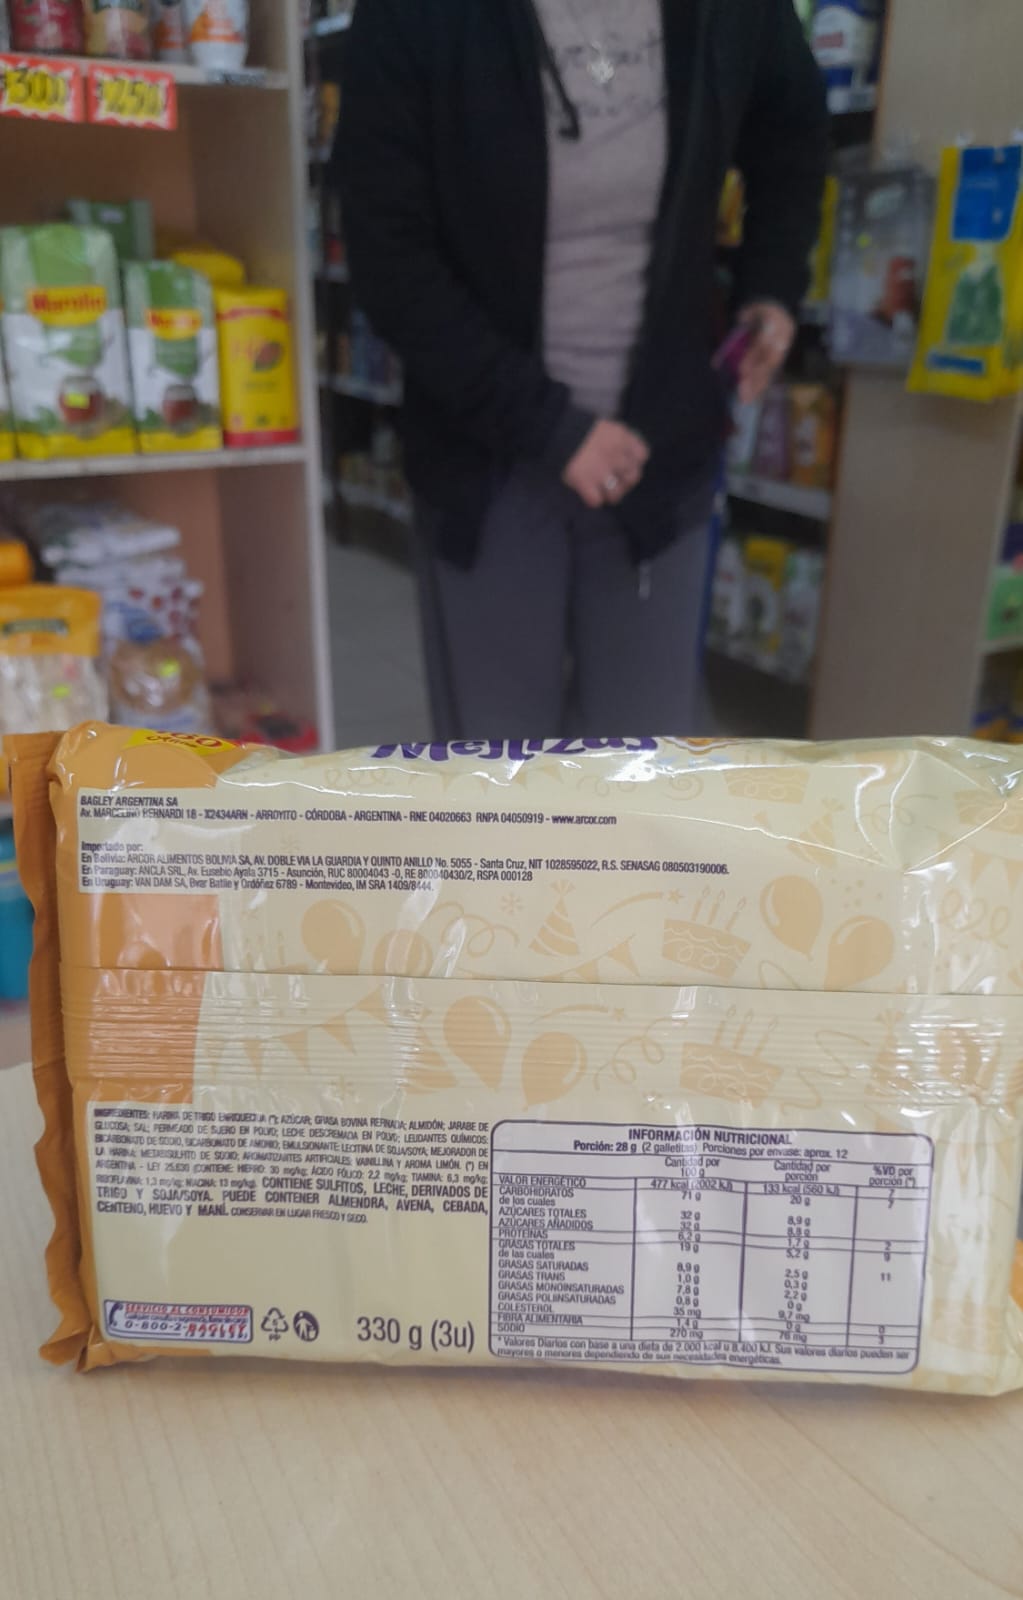 3000
2500
Marolio
80
Melitzas
BAGLEY ARGENTINA SA
Av. MARCELINO BERNARDI 18 - X2434ARN - ARROYITO - CÓRDOBA - ARGENTINA - RNE 04020663 RNPA 04050919 - www.arcor.com
Importado por:
En Bolivia: ARCOR ALIMENTOS BOLIVIA SA, AV. DOBLE VIA LA GUARDIA Y QUINTO ANILLO No. 5055 - Santa Cruz, NIT 1028595022, R.S. SENASAG 080503190006.
En Paraguay: ANCLA SRL, Av. Eusebio Ayala 3715 - Asunción, RUC 80004043 -0, RE 800040430/2, RSPA 000128
En Uruguay: VAN DAM SA, Bvar Batlle y Ordóñez 6789 - Montevideo, IM SRA 1409/8444.
INGREDIENTES: HARINA DE TRIGO ENRIQUECIDA (*); AZÚCAR; GRASA BOVINA REFINADA; ALMIDÓN; JARABE DE
GLUCOSA; SAL; PERMEADO DE SUERO EN POLVO; LECHE DESCREMADA EN POLVO; LEUDANTES QUÍMICOS:
BICARBONATO DE SODIO, BICARBONATO DE AMONIO; EMULSIONANTE: LECITINA DE SOJA/SOYA; MEJORADOR DE
LA HARINA: METABISULFITO DE SODIO; AROMATIZANTES ARTIFICIALES: VAINILLINA Y AROMA LIMÓN. (*) EN
ARGENTINA - LEY 25.630 (CONTIENE: HIERRO: 30 mg/kg; ÁCIDO FÓLICO: 2,2 mg/kg; TIAMINA: 6,3 mg/kg;
RIBOFLAVINA: 1,3 mg/kg; NIACINA: 13 mg/kg). CONTIENE SULFITOS, LECHE, DERIVADOS DE
TRIGO Y SOJA/SOYA. PUEDE CONTENER ALMENDRA, AVENA, CEBADA,
CENTENO, HUEVO Y MANÍ. CONSERVAR EN LUGAR FRESCO Y SECO.
SERVICIO AL CONSUMIDOR
0-800-2-BAGLEY
330 g (3u)
INFORMACIÓN NUTRICIONAL
Porción: 28 g (2 galletitas) Porciones por envase: aprox. 12
Cantidad por 100 g Cantidad por porción %VD por porción (*)
VALOR ENERGÉTICO 477 kcal (2002 kJ) 133 kcal (560 kJ) 7
CARBOHIDRATOS 71 g 20 g 7
de los cuales
AZÚCARES TOTALES 32 g 8,9 g
AZÚCARES AÑADIDOS 32 g 8,8 g
PROTEÍNAS 6,2 g 1,7 g 2
GRASAS TOTALES 19 g 5,2 g 9
de las cuales
GRASAS SATURADAS 8,9 g 2,5 g 11
GRASAS TRANS 1,0 g 0,3 g
GRASAS MONOINSATURADAS 7,8 g 2,2 g
GRASAS POLIINSATURADAS 0,8 g 0 g
COLESTEROL 35 mg 9,7 mg
FIBRA ALIMENTARIA 1,4 g 0 g 0
SODIO 270 mg 76 mg 3
* Valores Diarios con base a una dieta de 2.000 kcal u 8.400 kJ. Sus valores diarios pueden ser
mayores o menores dependiendo de sus necesidades energéticas.